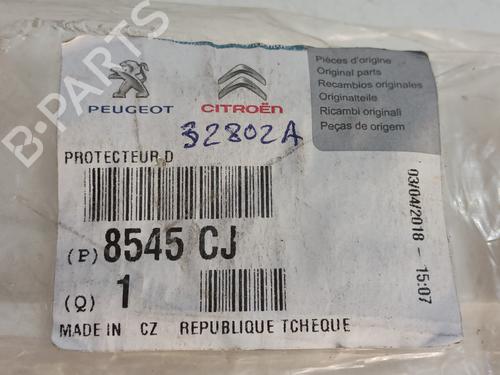 PEUGEOT
CITROËN
Pièces d'origine
Original parts
Recambios originales
Originalteile
Ricambi originali
Peças de origem
32802A
PROTECTEUR D
(P) 8545 CJ
(Q) 1
MADE IN CZ REPUBLIQUE TCHEQUE
03/04/2018 - 15:07
B-PARTS